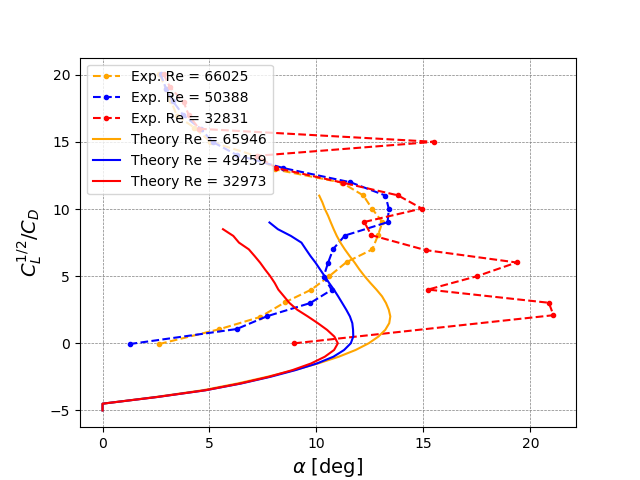 Exp. Re = 66025
Exp. Re = 50388
Exp. Re = 32831
Theory Re = 65946
Theory Re = 49459
Theory Re = 32973
20
15
10
5
0
−5
C_L^{1/2}/C_D
0 5 10 15 20
α [deg]